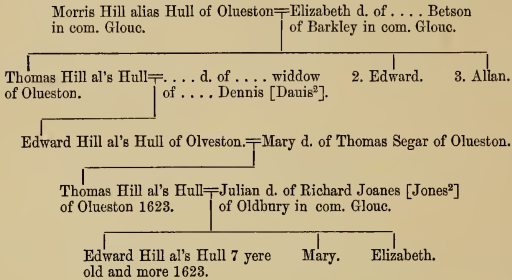 Morris Hill alias Hull of Olueston=Elizabeth d. of .... Betson
in com. Glouc. of Barkley in com. Glouc.
Thomas Hill al's Hull=.... d. of .... widdow 2. Edward. 3. Allan.
of Olueston. of .... Dennis [Dauis²].
Edward Hill al's Hull of Olveston.=Mary d. of Thomas Segar of Olueston.
Thomas Hill al's Hull=Julian d. of Richard Joanes [Jones²]
of Olueston 1623. of Oldbury in com. Glouc.
Edward Hill al's Hull 7 yere Mary. Elizabeth.
old and more 1623.